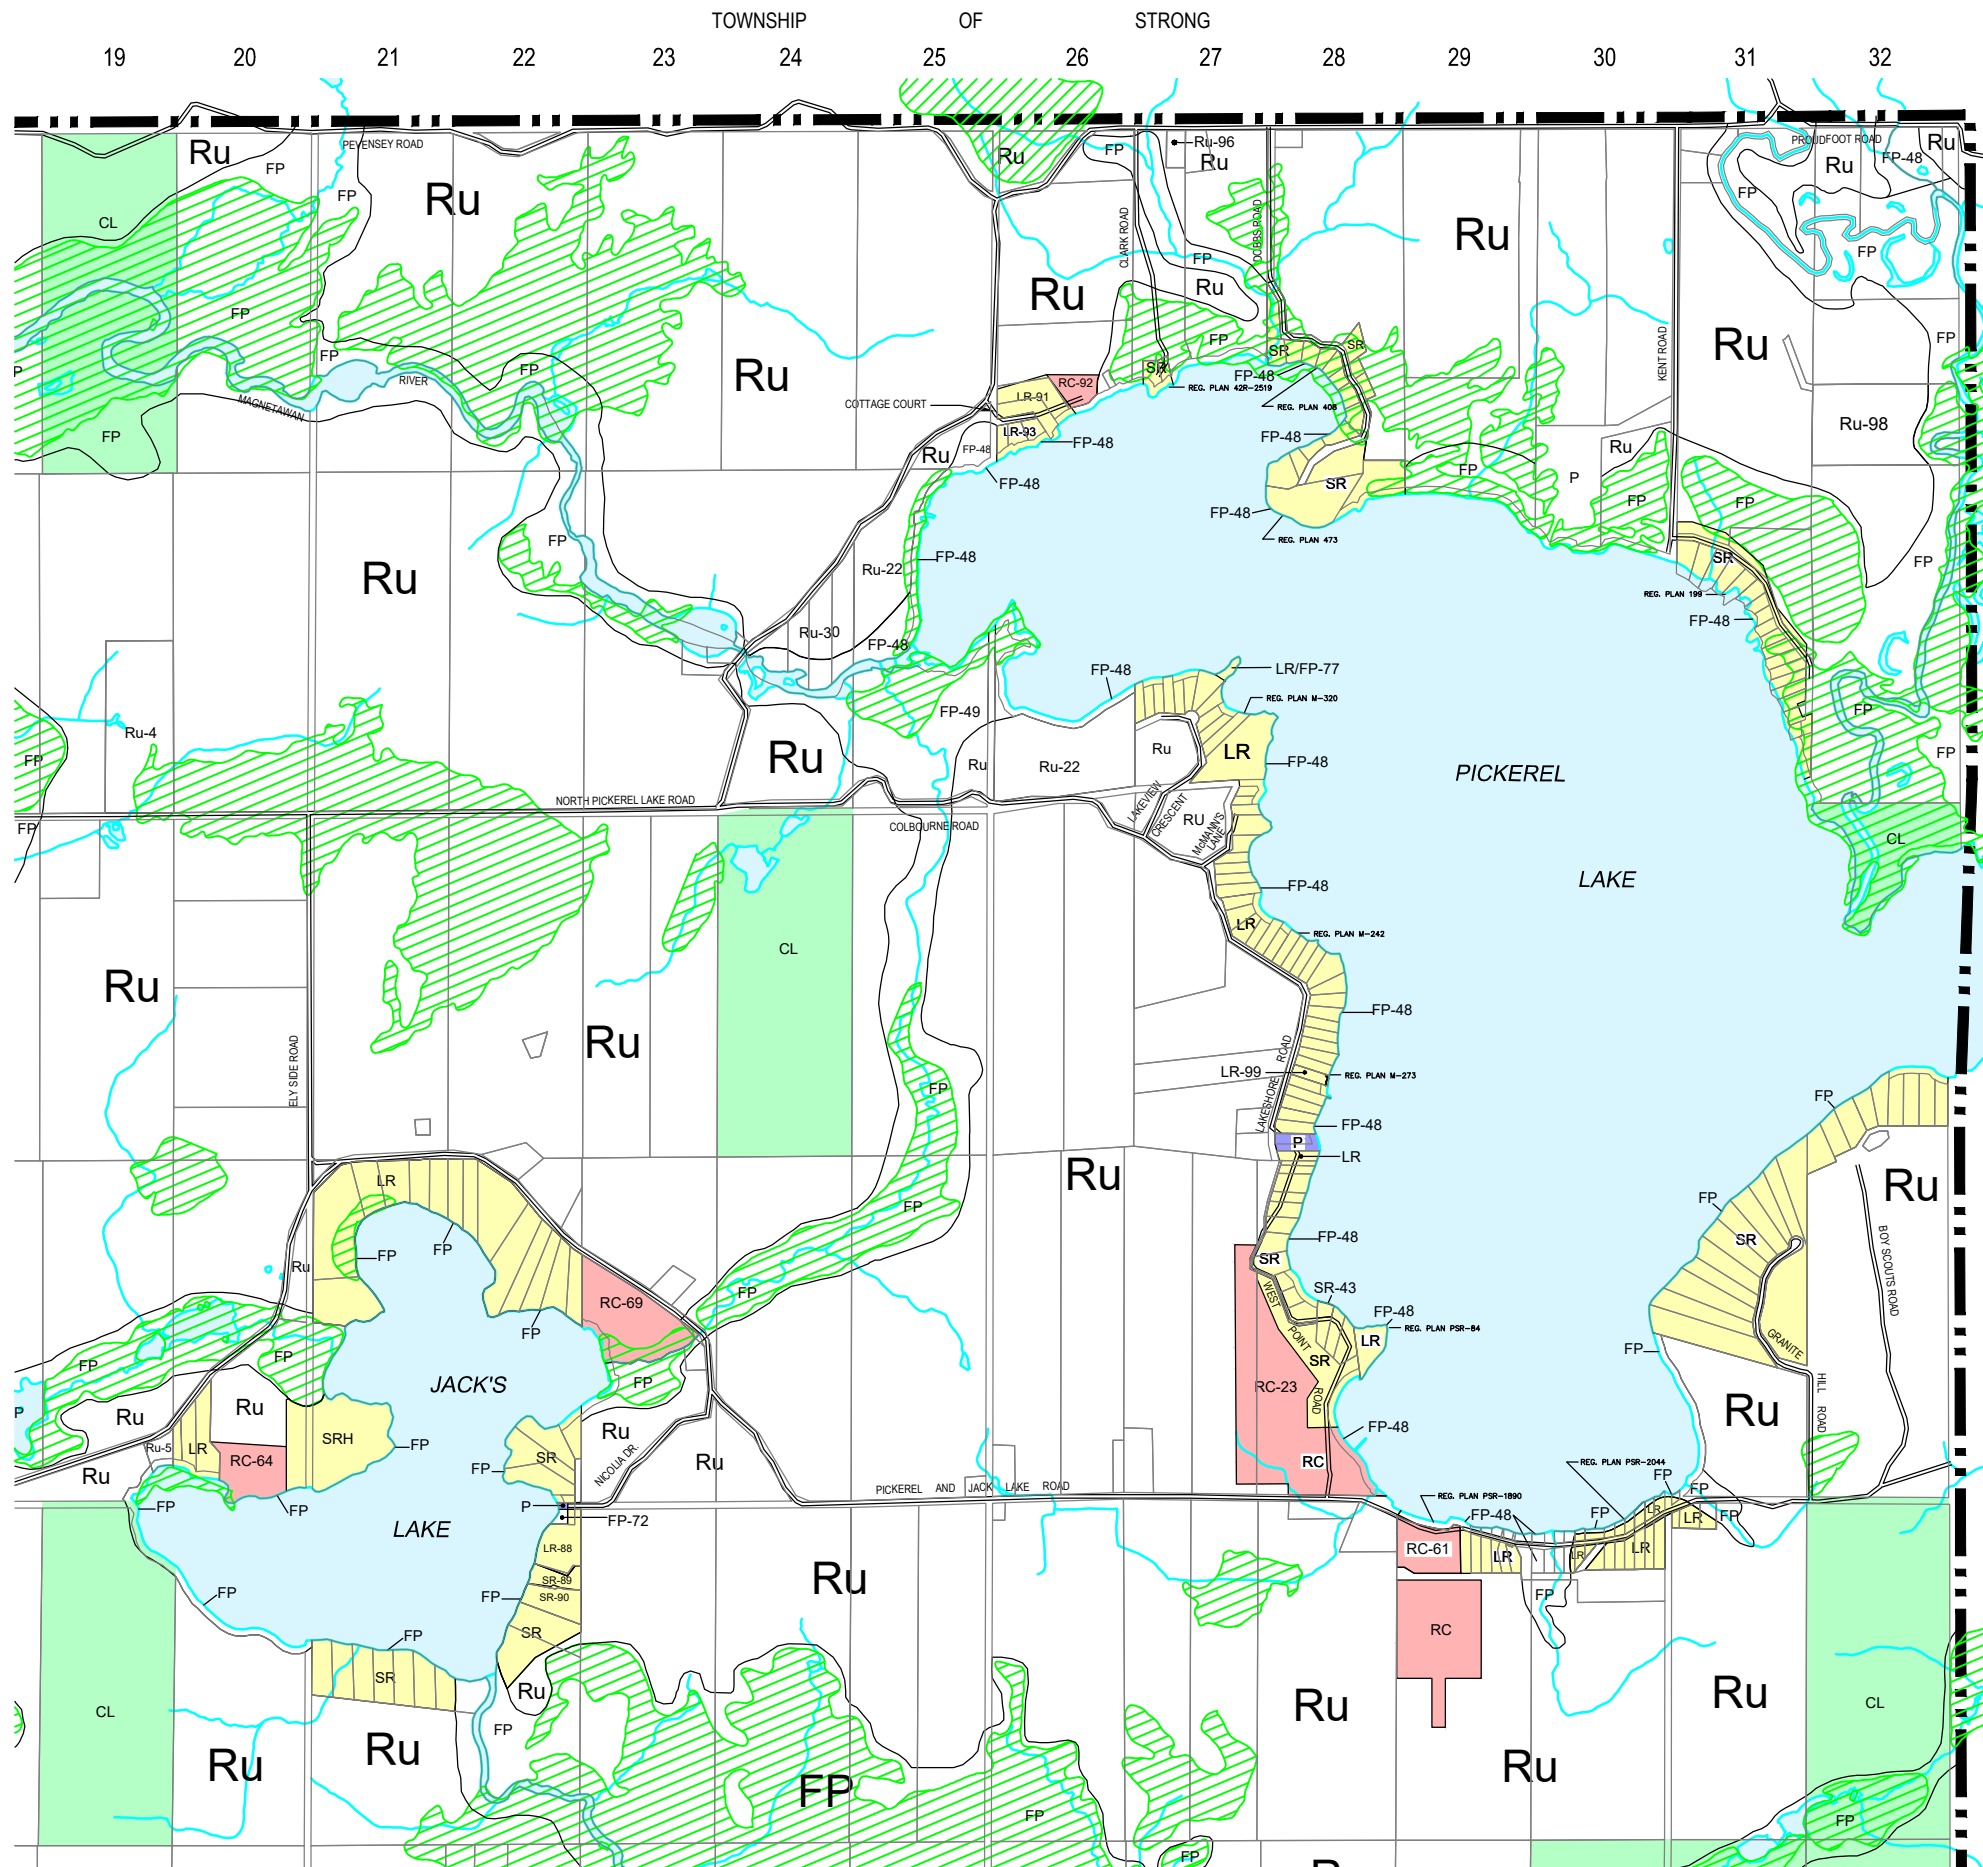 TOWNSHIP OF STRONG
19 20 21 22 23 24 25 26 27 28 29 30 31 32
Ru
FP
PEVENSEY ROAD
FP
Ru
CL
Ru
FP
Ru-96
Ru
PROUDFOOT ROAD
Ru
FP-48
Ru
FP
CLARK ROAD
DOBBS ROAD
Ru
FP
FP
Ru
Ru
FP
FP
FP
FP
RIVER
MAGNETAWAN
FP
Ru
FP
SR
SR
KENT ROAD
Ru
FP
P
RC-92
SR
FP-48
REG. PLAN 42R-2519
LR-91
COTTAGE COURT
REG. PLAN 408
LR-93
FP-48
FP-48
Ru-98
FP
Ru
FP-48
Ru
FP
P
FP-48
SR
FP
FP
FP-48
REG. PLAN 473
FP
Ru
FP-48
Ru-22
SR
FP
REG. PLAN 199
FP-48
Ru-30
FP-48
FP-48
LR/FP-77
REG. PLAN M-320
FP-49
FP
Ru-4
Ru
Ru
LR
FP
FP
Ru
Ru-22
FP-48
PICKEREL
NORTH PICKEREL LAKE ROAD
LAKEVIEW
CRESCENT
RU
McMANN'S
LANE
FP
COLBOURNE ROAD
CL
LAKE
FP-48
LR
REG. PLAN M-242
CL
Ru
FP-48
Ru
ELY SIDE ROAD
LAKESHORE ROAD
LR-99
REG. PLAN M-273
FP
FP
FP-48
P
LR
Ru
LR
Ru
FP
FP
SR
BOY SCOUTS ROAD
FP
FP
FP-48
SR
Ru
WEST
POINT
ROAD
SR-43
FP
RC-69
FP-48
REG. PLAN PSR-84
FP
LR
GRANITE
HILL ROAD
FP
FP
FP
SR
JACK'S
FP
RC-23
P
Ru
Ru
Ru
Ru
FP-48
SRH
FP
Ru-5
LR
RC-64
SR
NICOLIA DR.
Ru
RC
REG. PLAN PSR-2044
Ru
FP
FP
PICKEREL AND JACK LAKE ROAD
FP
REG. PLAN PSR-1890
FP
FP
P
LR
FP-48
FP
LR
FP
LAKE
FP-72
LR-88
RC-61
LR
LR
LR
SR-89
SR-90
FP
FP
Ru
FP
SR
FP
RC
SR
Ru
CL
Ru
Ru
CL
FP
Ru
Ru
Ru
FP
FP
FP
FP